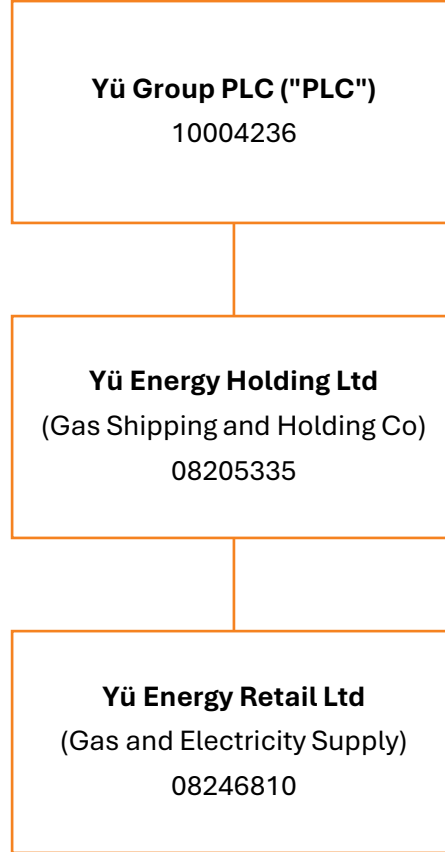 Yü Group PLC ("PLC")
10004236
Yü Energy Holding Ltd
(Gas Shipping and Holding Co)
08205335
Yü Energy Retail Ltd
(Gas and Electricity Supply)
08246810